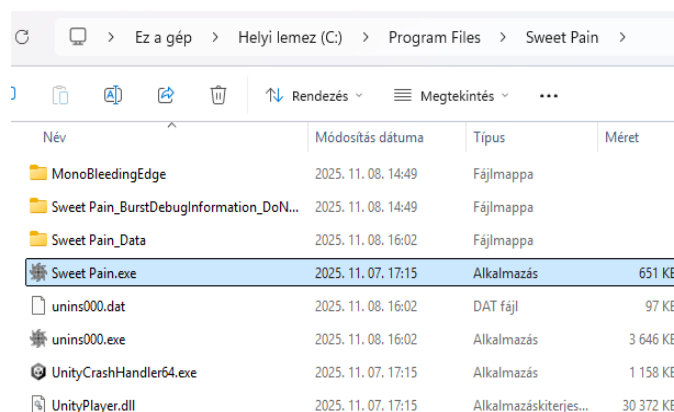 Ez a gép > Helyi lemez (C:) > Program Files > Sweet Pain >
Rendezés Megtekintés ...
Név Módosítás dátuma Típus Méret
MonoBleedingEdge 2025. 11. 08. 14:49 Fájlmappa
Sweet Pain_BurstDebugInformation_DoN... 2025. 11. 08. 14:49 Fájlmappa
Sweet Pain_Data 2025. 11. 08. 16:02 Fájlmappa
Sweet Pain.exe 2025. 11. 07. 17:15 Alkalmazás 651 KB
unins000.dat 2025. 11. 08. 16:02 DAT fájl 97 KB
unins000.exe 2025. 11. 08. 16:02 Alkalmazás 3 646 KB
UnityCrashHandler64.exe 2025. 11. 07. 17:15 Alkalmazás 1 158 KB
UnityPlayer.dll 2025. 11. 07. 17:15 Alkalmazáskiterjes... 30 372 KB